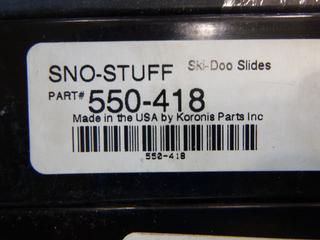 SNO-STUFF Ski-Doo Slides
PART# 550-418
Made in the USA by Koronis Parts Inc
550-418